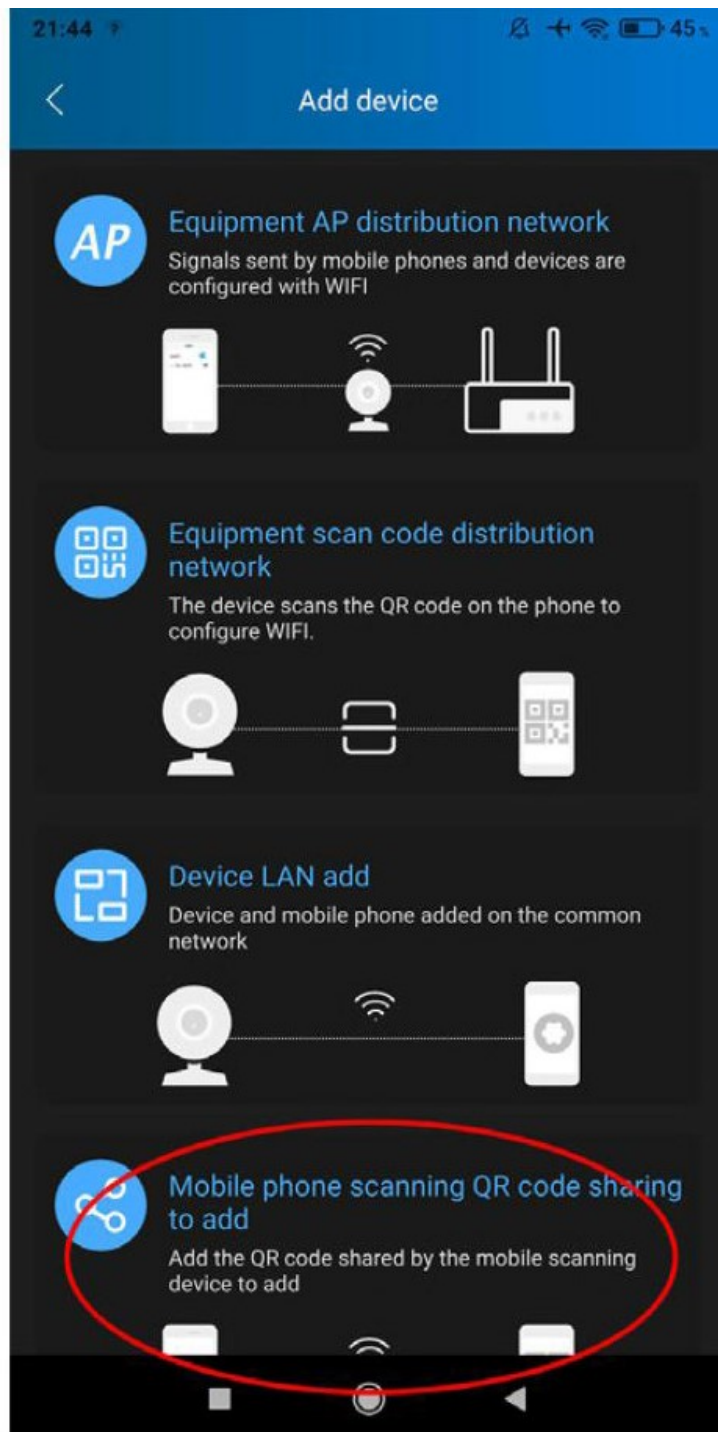 21:44
45%
Add device
AP
Equipment AP distribution network
Signals sent by mobile phones and devices are
configured with WIFI
Equipment scan code distribution
network
The device scans the QR code on the phone to
configure WIFI.
Device LAN add
Device and mobile phone added on the common
network
Mobile phone scanning QR code sharing
to add
Add the QR code shared by the mobile scanning
device to add